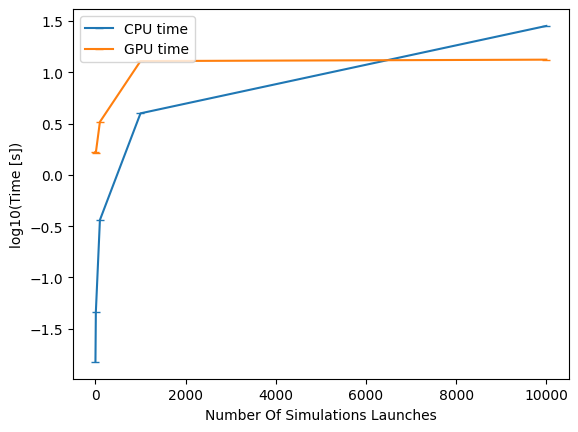 CPU time
GPU time
1.5
1.0
0.5
0.0
−0.5
−1.0
−1.5
log10(Time [s])
0 2000 4000 6000 8000 10000
Number Of Simulations Launches